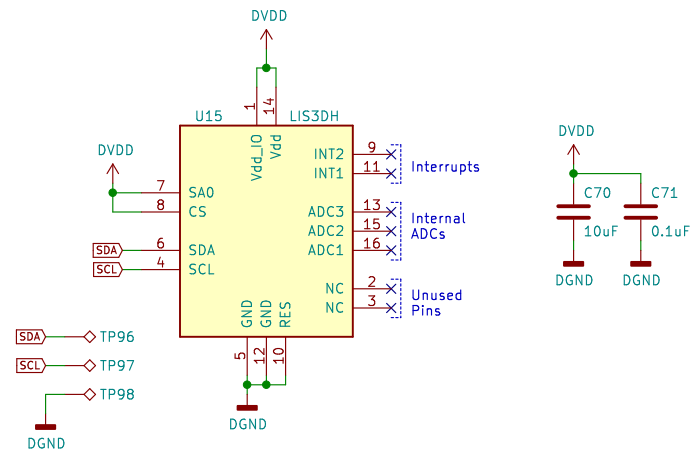 DVDD
U15
LIS3DH
1
14
Vdd_IO
Vdd
DVDD
7
SA0
8
CS
SDA
6
SDA
SCL
4
SCL
INT2
9
INT1
11
Interrupts
ADC3
13
ADC2
15
ADC1
16
Internal
ADCs
NC
2
NC
3
Unused
Pins
GND
GND
RES
5
12
10
DGND
SDA
TP96
SCL
TP97
TP98
DGND
DVDD
C70
10uF
C71
0.1uF
DGND
DGND